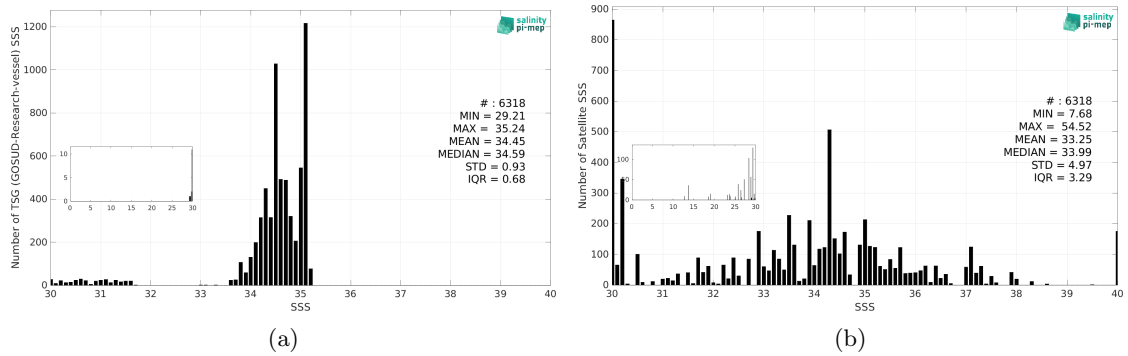 Number of TSG (GOSUD-Research-vessel) SSS
1200
1000
800
600
400
200
0
30 31 32 33 34 35 36 37 38 39 40
SSS
10
5
0
0 5 10 15 20 25 30
salinity
pi-mep
# : 6318
MIN = 29.21
MAX = 35.24
MEAN = 34.45
MEDIAN = 34.59
STD = 0.93
IQR = 0.68
(a)
Number of Satellite SSS
900
800
700
600
500
400
300
200
100
0
30 31 32 33 34 35 36 37 38 39 40
SSS
100
50
0
0 5 10 15 20 25 30
salinity
pi-mep
# : 6318
MIN = 7.68
MAX = 54.52
MEAN = 33.25
MEDIAN = 33.99
STD = 4.97
IQR = 3.29
(b)